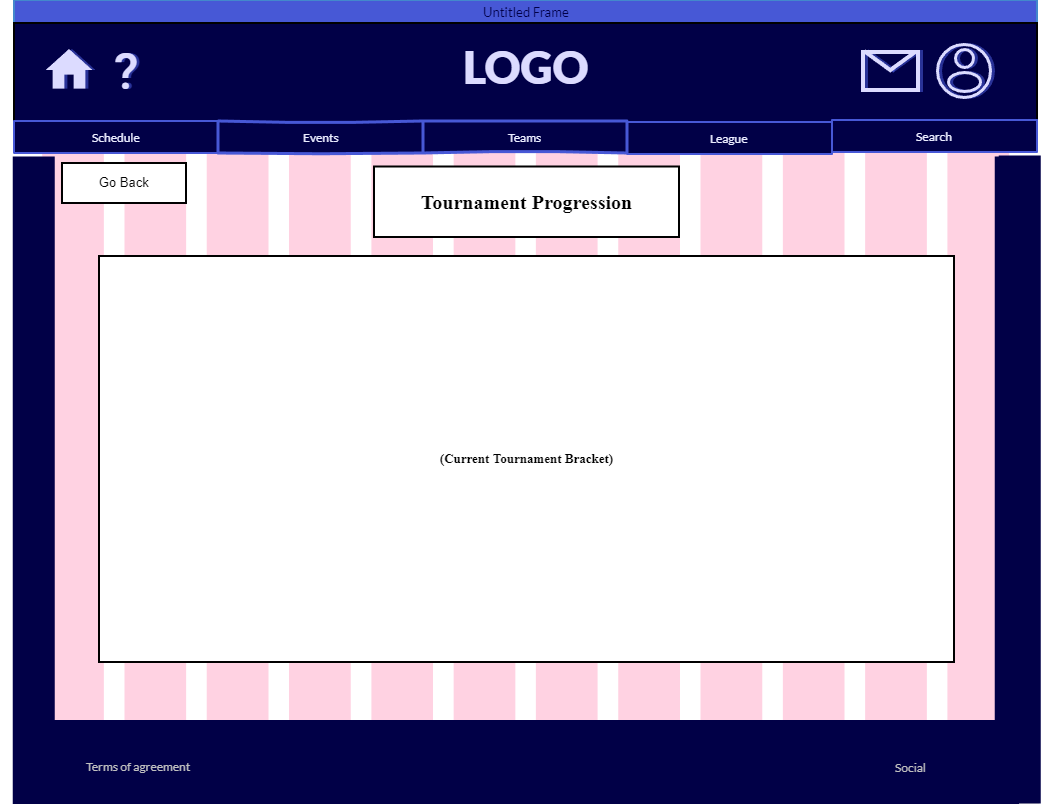 Untitled Frame
?
LOGO
Schedule
Events
Teams
League
Search
Go Back
Tournament Progression
(Current Tournament Bracket)
Terms of agreement
Social